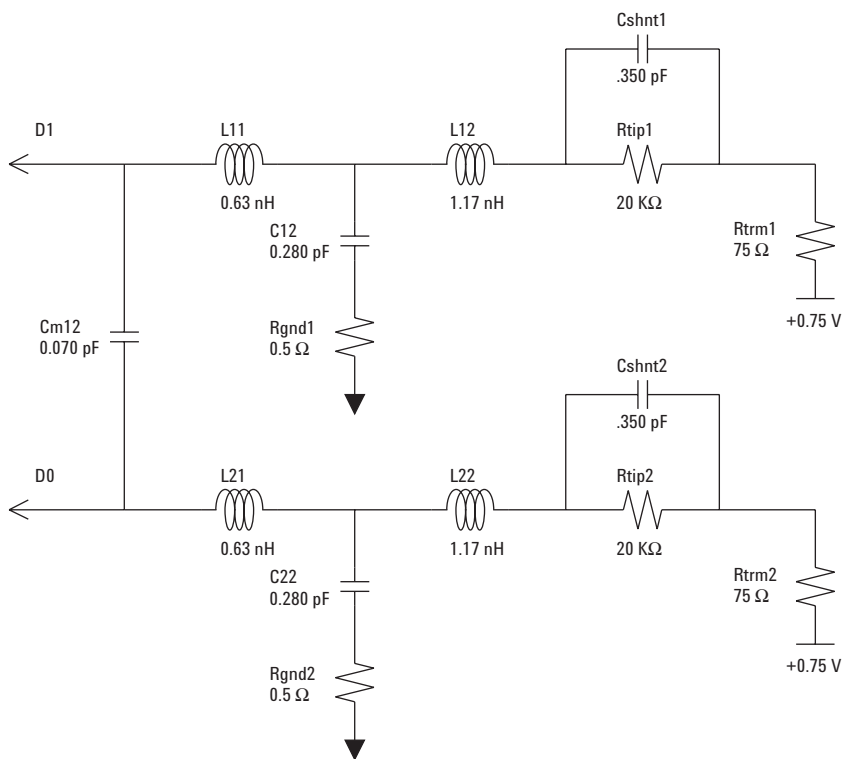 Cshnt1
.350 pF
D1
L11
L12
Rtip1
0.63 nH
1.17 nH
20 KΩ
C12
0.280 pF
Rtrm1
75 Ω
Cm12
0.070 pF
Rgnd1
0.5 Ω
+0.75 V
Cshnt2
.350 pF
D0
L21
L22
Rtip2
0.63 nH
1.17 nH
20 KΩ
C22
0.280 pF
Rtrm2
75 Ω
Rgnd2
0.5 Ω
+0.75 V